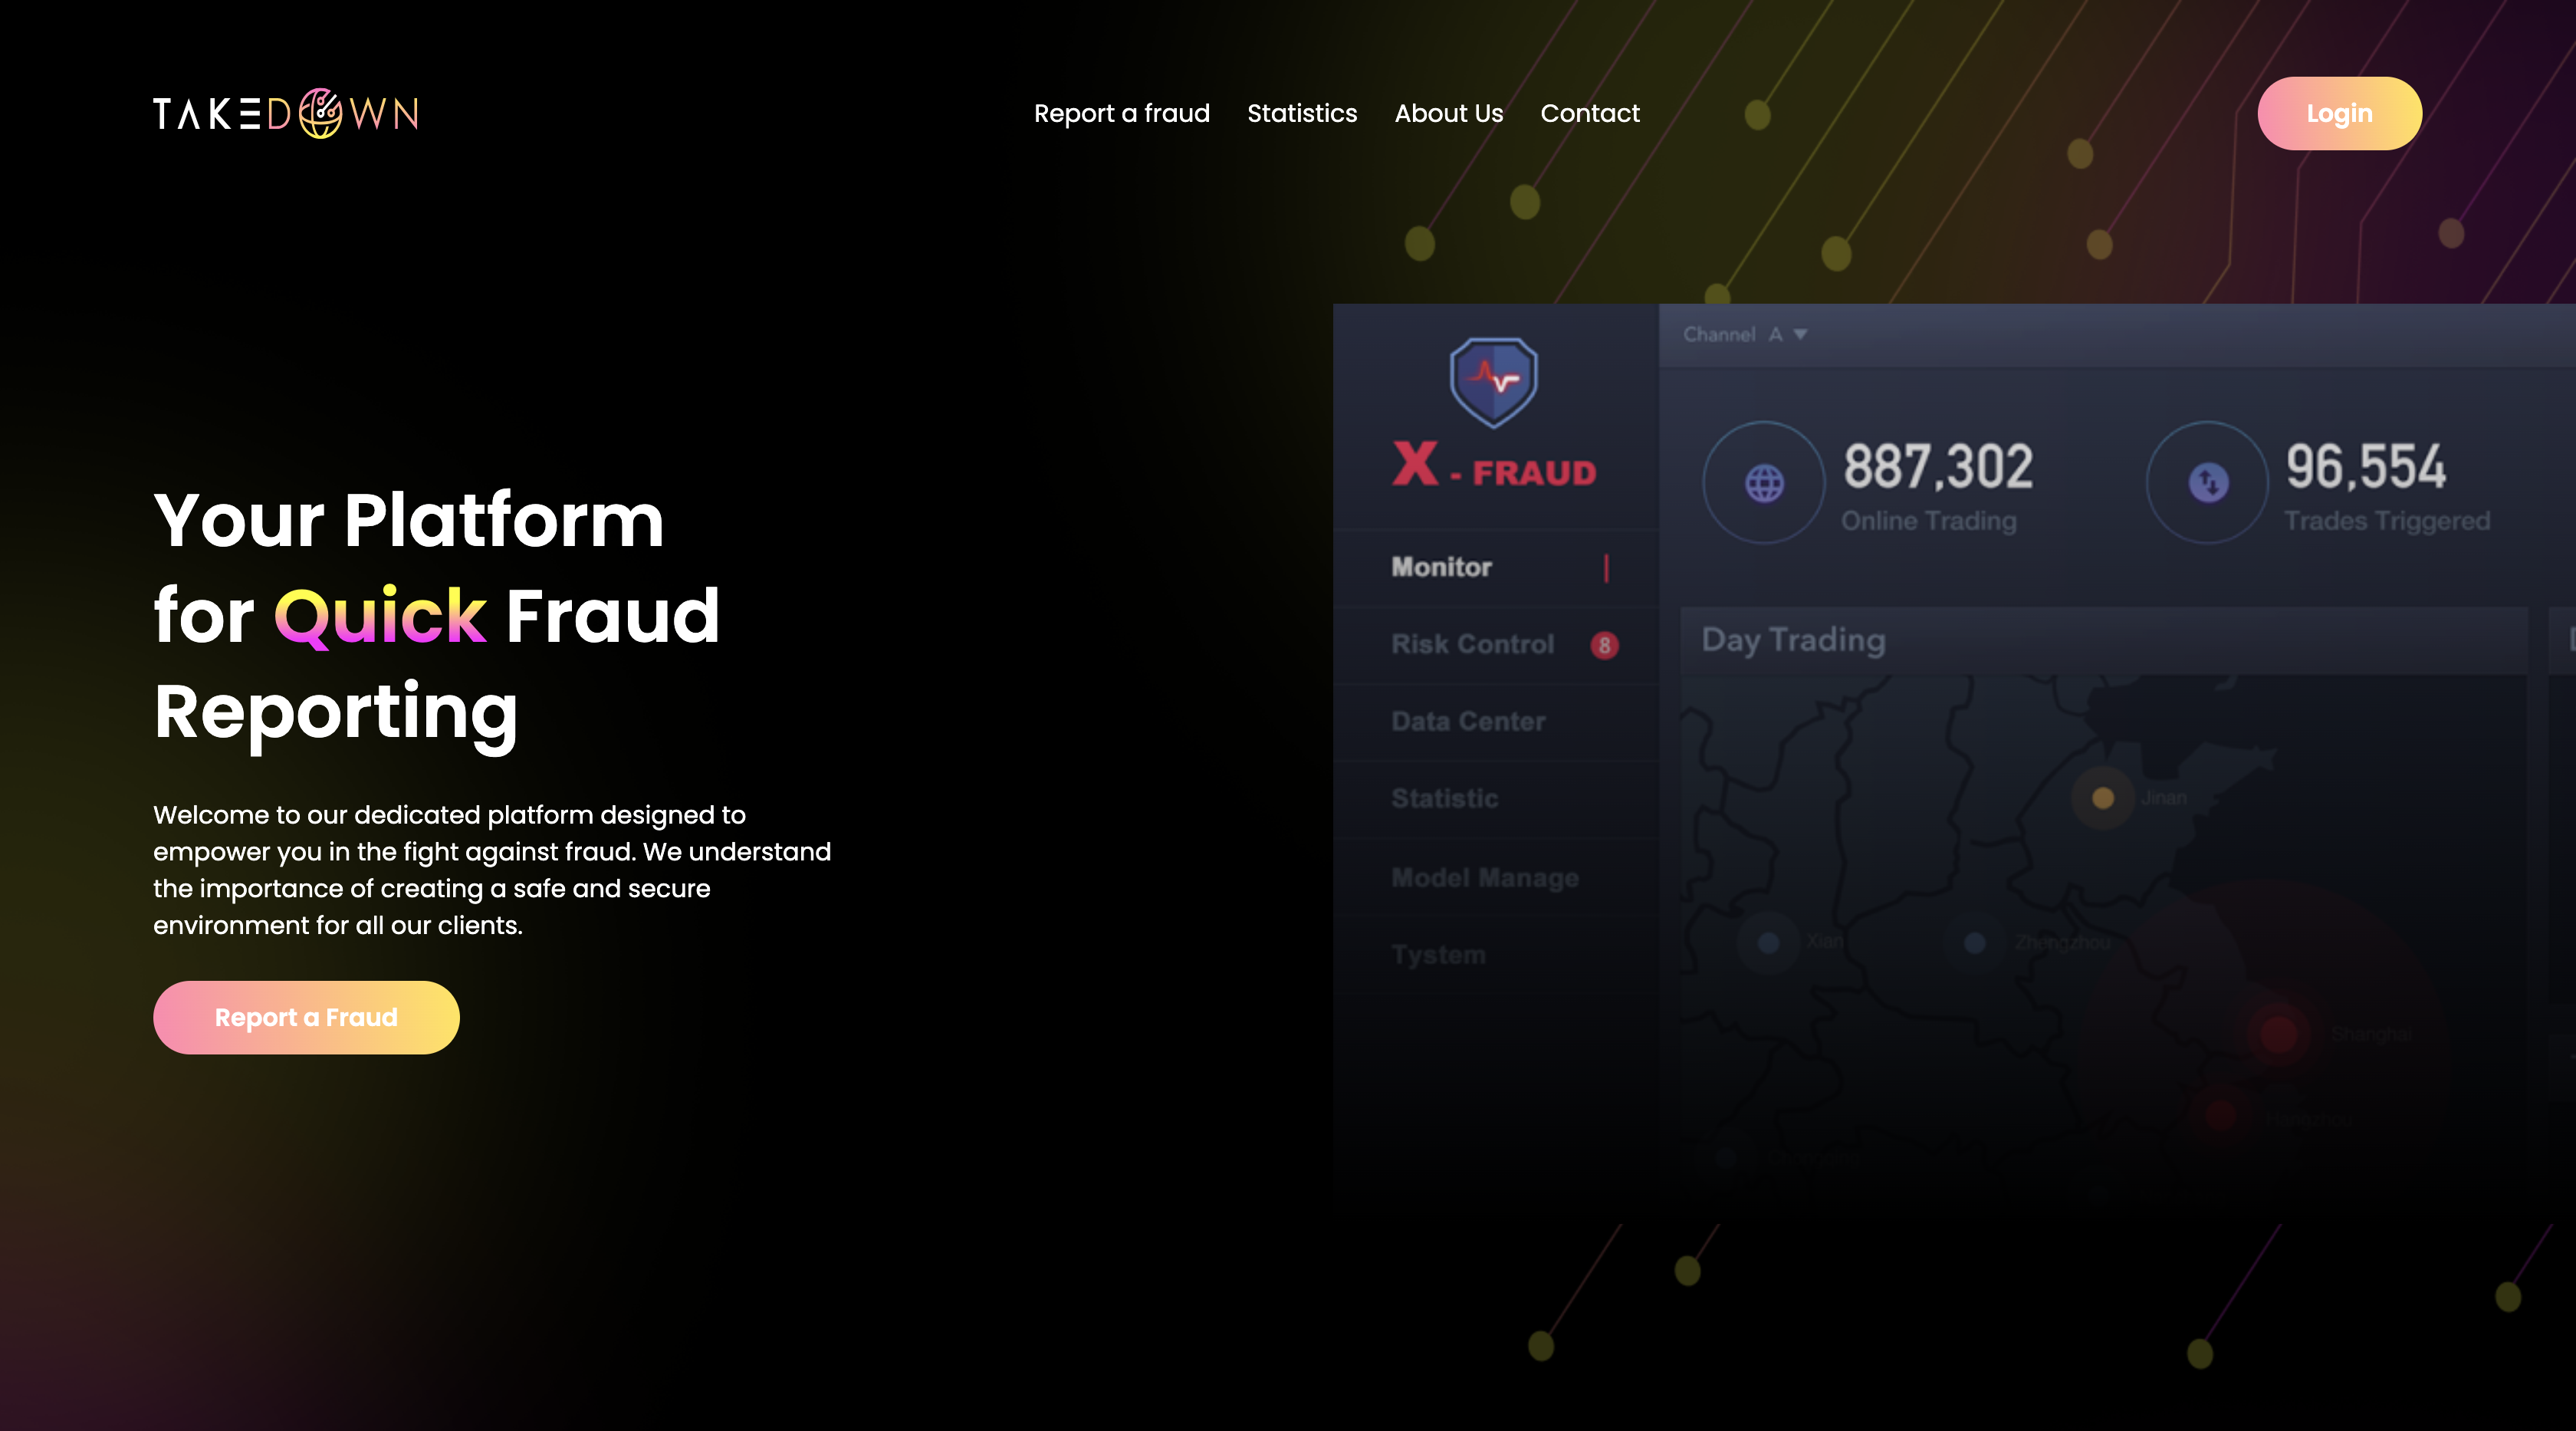 TAKEDOWN
Report a fraud
Statistics
About Us
Contact
Login
Your Platform
for Quick Fraud
Reporting
Welcome to our dedicated platform designed to
empower you in the fight against fraud. We understand
the importance of creating a safe and secure
environment for all our clients.
Report a Fraud
X - FRAUD
Monitor
Risk Control 8
Data Center
Statistic
Model Manage
Tystem
Channel A
887,302
Online Trading
96,554
Trades Triggered
Day Trading
Jinan
Xian
Zhengzhou
Shanghai
Hangzhou